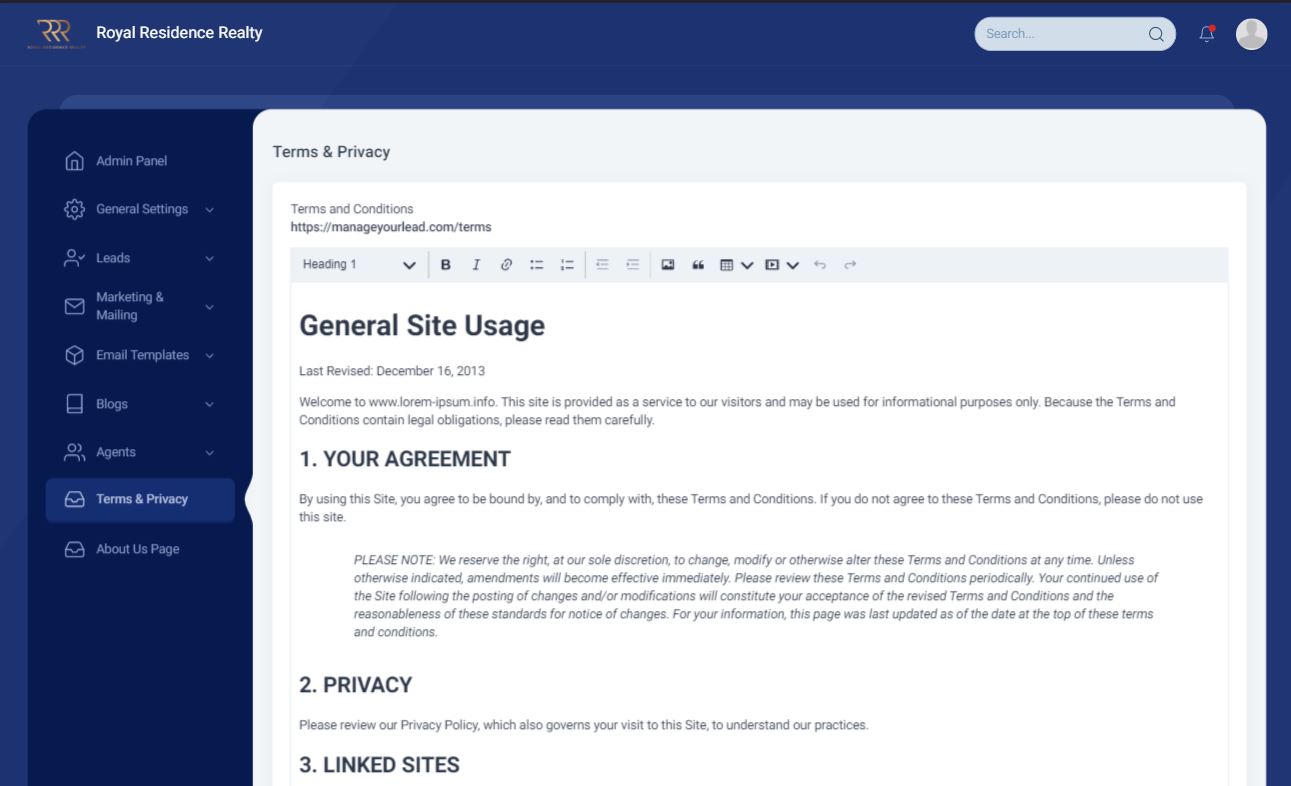 Royal Residence Realty
Search...
Admin Panel
General Settings
Leads
Marketing &
Mailing
Email Templates
Blogs
Agents
Terms & Privacy
About Us Page
Terms & Privacy
Terms and Conditions
https://manageyourlead.com/terms
Heading 1
General Site Usage
Last Revised: December 16, 2013
Welcome to www.lorem-ipsum.info. This site is provided as a service to our visitors and may be used for informational purposes only. Because the Terms and
Conditions contain legal obligations, please read them carefully.
1. YOUR AGREEMENT
By using this Site, you agree to be bound by, and to comply with, these Terms and Conditions. If you do not agree to these Terms and Conditions, please do not use
this site.
PLEASE NOTE: We reserve the right, at our sole discretion, to change, modify or otherwise alter these Terms and Conditions at any time. Unless
otherwise indicated, amendments will become effective immediately. Please review these Terms and Conditions periodically. Your continued use of
the Site following the posting of changes and/or modifications will constitute your acceptance of the revised Terms and Conditions and the
reasonableness of these standards for notice of changes. For your information, this page was last updated as of the date at the top of these terms
and conditions.
2. PRIVACY
Please review our Privacy Policy, which also governs your visit to this Site, to understand our practices.
3. LINKED SITES